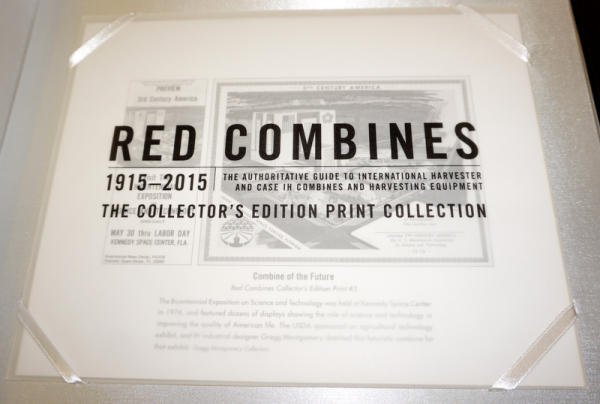 PREVIEW
3rd Century America
3RD CENTURY AMERICA
RED COMBINES
1915–2015
THE AUTHORITATIVE GUIDE TO INTERNATIONAL HARVESTER
AND CASE IH COMBINES AND HARVESTING EQUIPMENT
THE COLLECTOR'S EDITION PRINT COLLECTION
EXPOSITION
MAY 30 thru LABOR DAY
KENNEDY SPACE CENTER, FLA.
Combine of the Future
Red Combines Collector's Edition Print #3
The Bicentennial Exposition on Science and Technology was held at Kennedy Space Center
in 1976, and featured dozens of displays showing the role of science and technology in
improving the quality of American life. The USDA sponsored an agricultural technology
exhibit, and IH industrial designer Gregg Montgomery detailed this futuristic combine for
that exhibit. Gregg Montgomery Collection